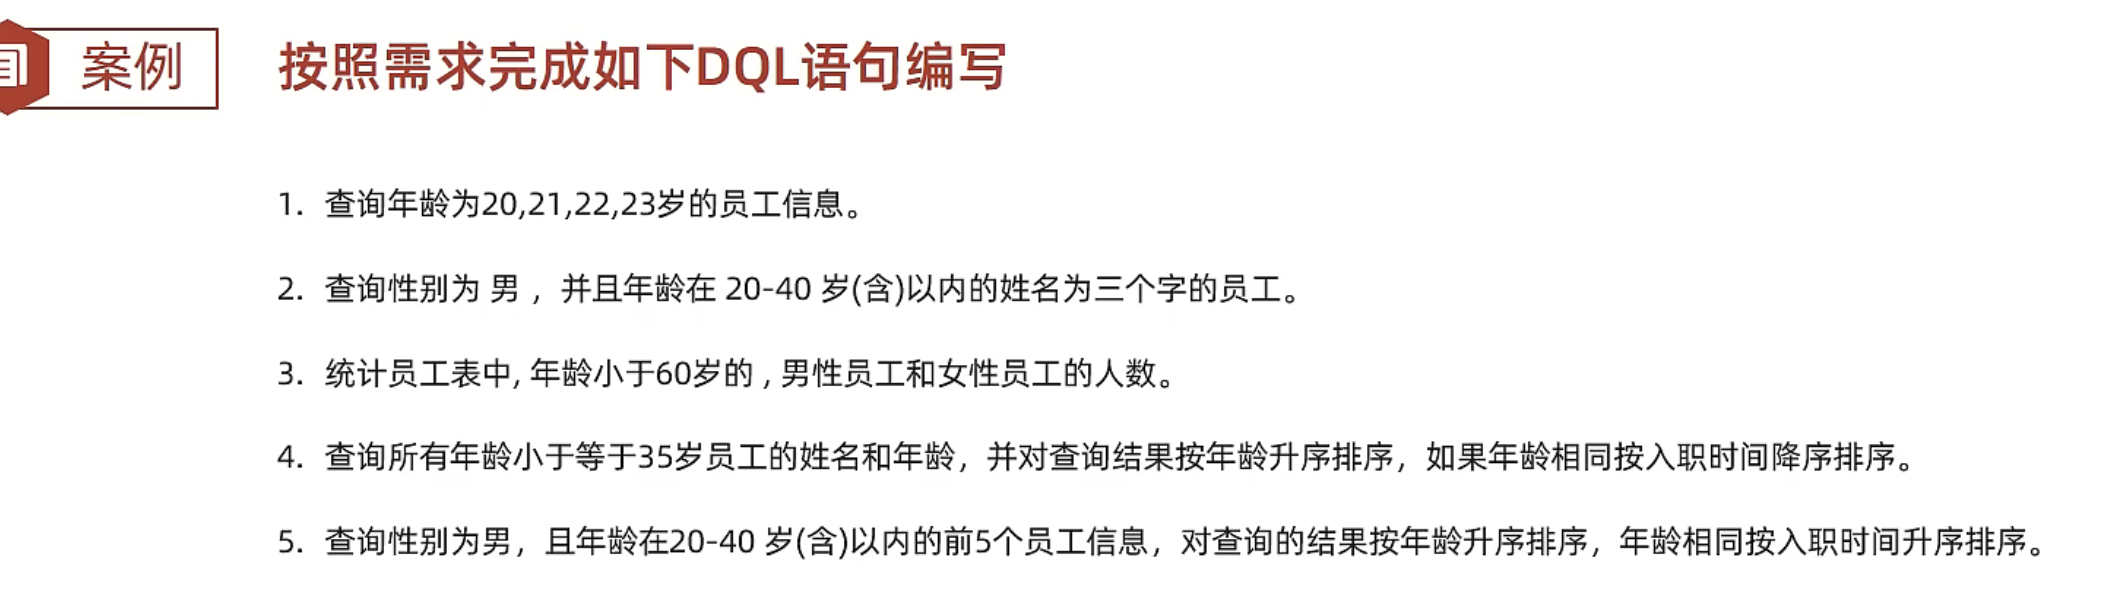 案例
按照需求完成如下DQL语句编写
1. 查询年龄为20,21,22,23岁的员工信息。
2. 查询性别为 男 ，并且年龄在 20-40 岁(含)以内的姓名为三个字的员工。
3. 统计员工表中, 年龄小于60岁的 , 男性员工和女性员工的人数。
4. 查询所有年龄小于等于35岁员工的姓名和年龄，并对查询结果按年龄升序排序，如果年龄相同按入职时间降序排序。
5. 查询性别为男，且年龄在20-40 岁(含)以内的前5个员工信息，对查询的结果按年龄升序排序，年龄相同按入职时间升序排序。